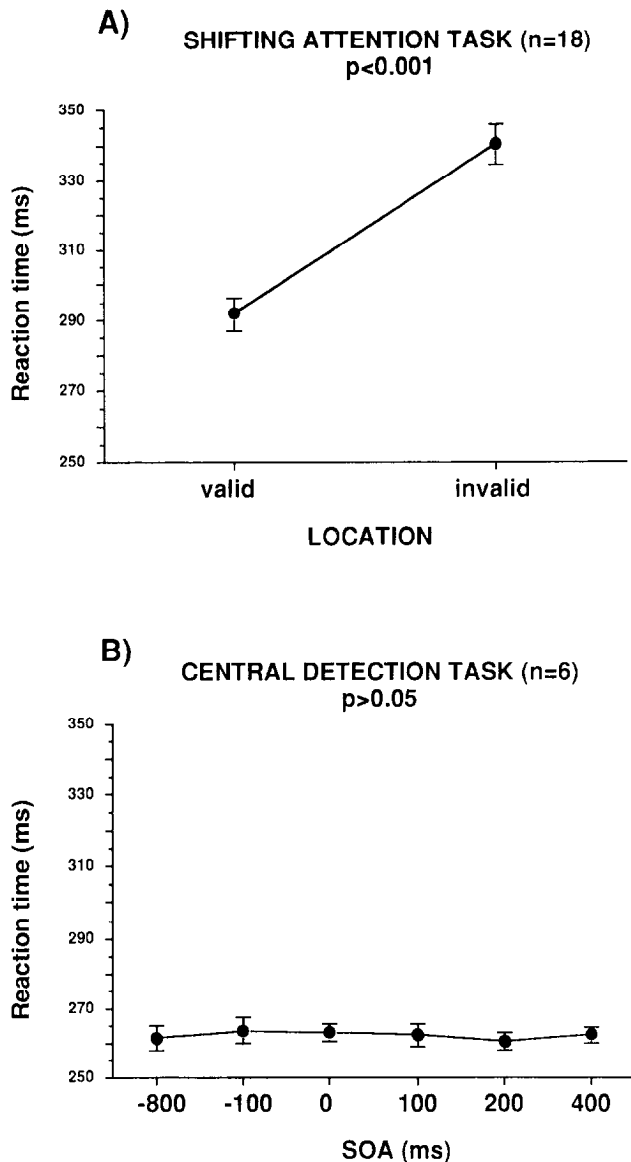 A)
SHIFTING ATTENTION TASK (n=18)
p<0.001
350
330
310
290
270
250
Reaction time (ms)
valid
invalid
LOCATION
B)
CENTRAL DETECTION TASK (n=6)
p>0.05
350
330
310
290
270
250
Reaction time (ms)
-800
-100
0
100
200
400
SOA (ms)